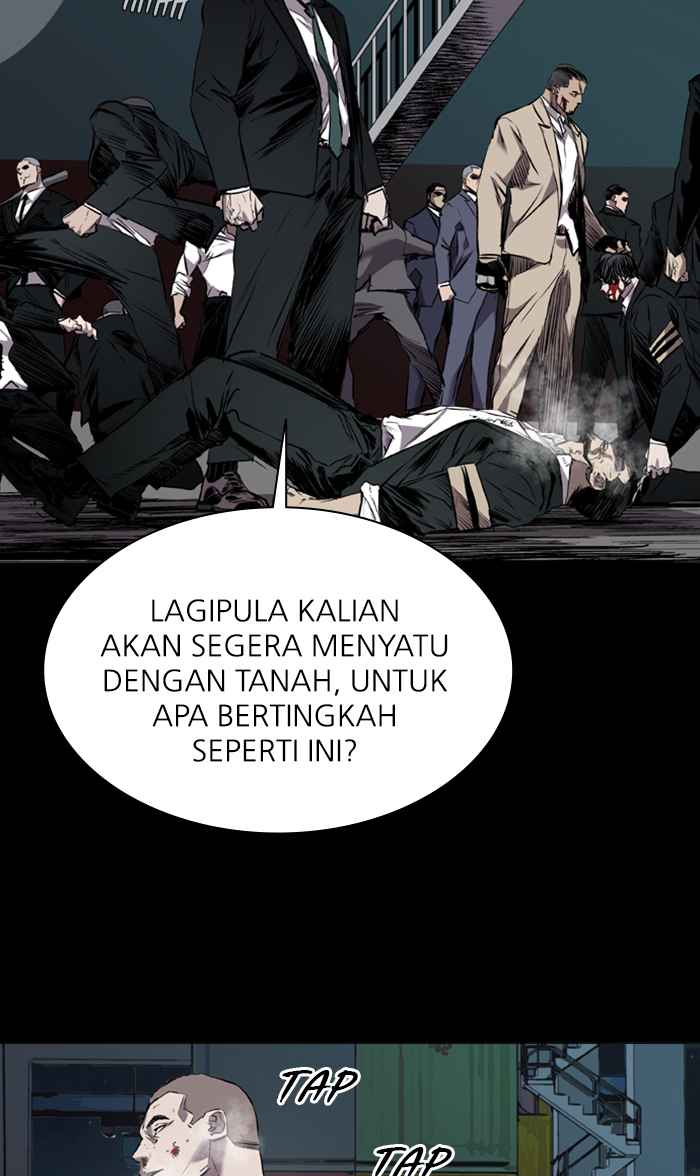 LAGIPULA KALIAN
AKAN SEGERA MENYATU
DENGAN TANAH, UNTUK
APA BERTINGKAH
SEPERTI INI?
TAP
TAP